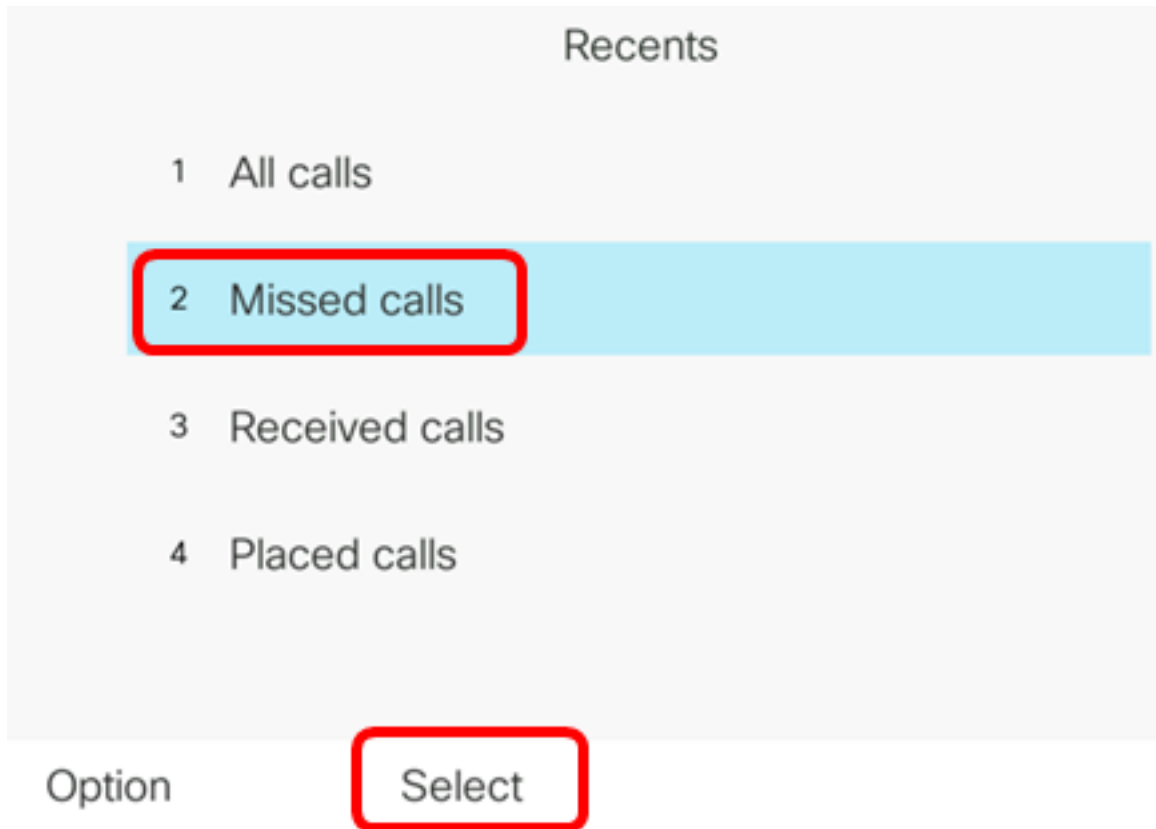 Recents
1 All calls
2 Missed calls
3 Received calls
4 Placed calls
Option Select